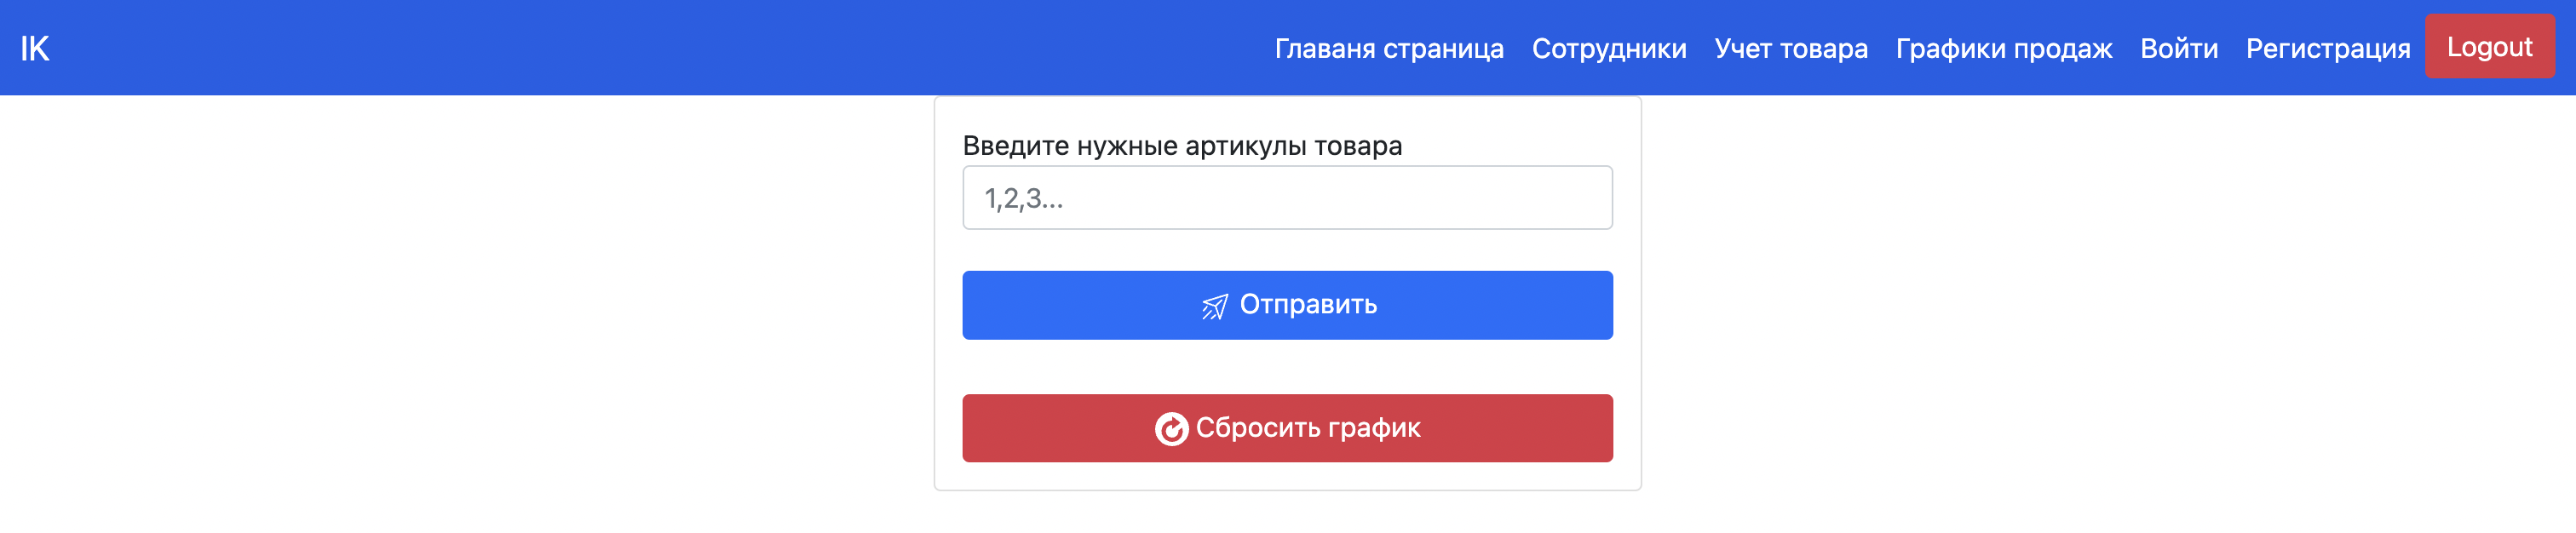 IK Главаня страница Сотрудники Учет товара Графики продаж Войти Регистрация Logout
Введите нужные артикулы товара
1,2,3...
Отправить
Сбросить график